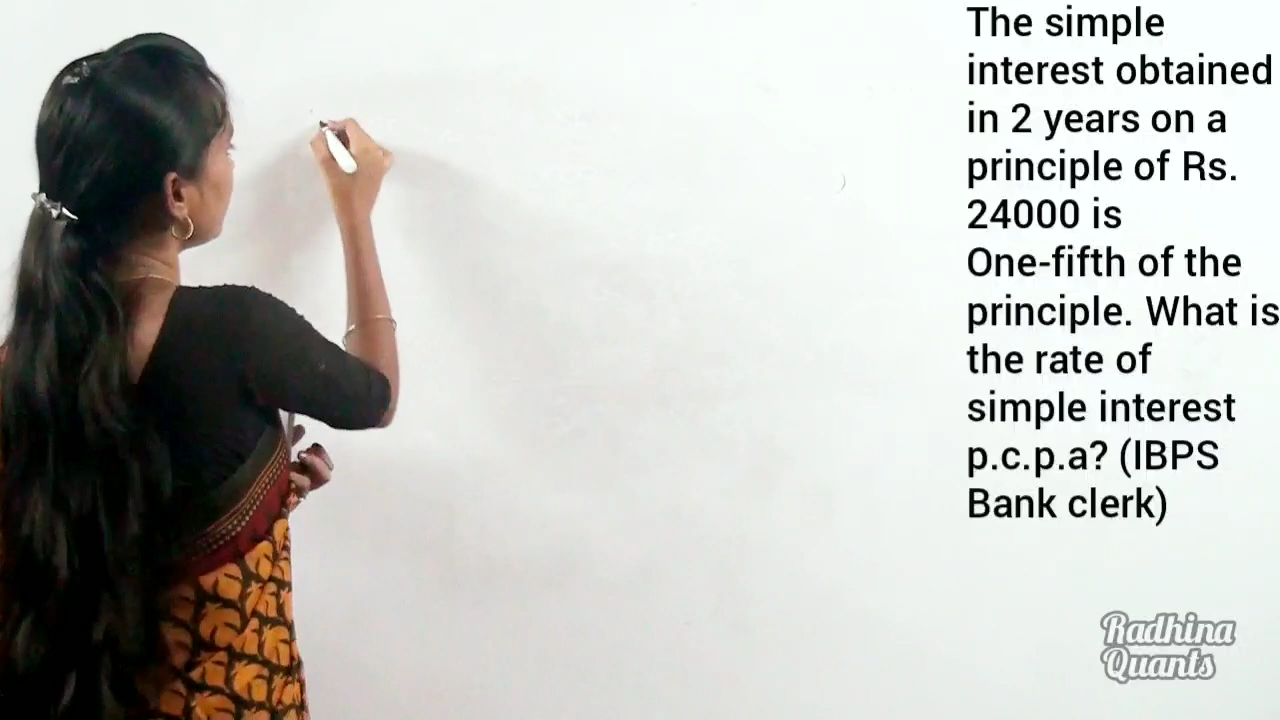 The simple
interest obtained
in 2 years on a
principle of Rs.
24000 is
One-fifth of the
principle. What is
the rate of
simple interest
p.c.p.a? (IBPS
Bank clerk)
Radhina
Quants